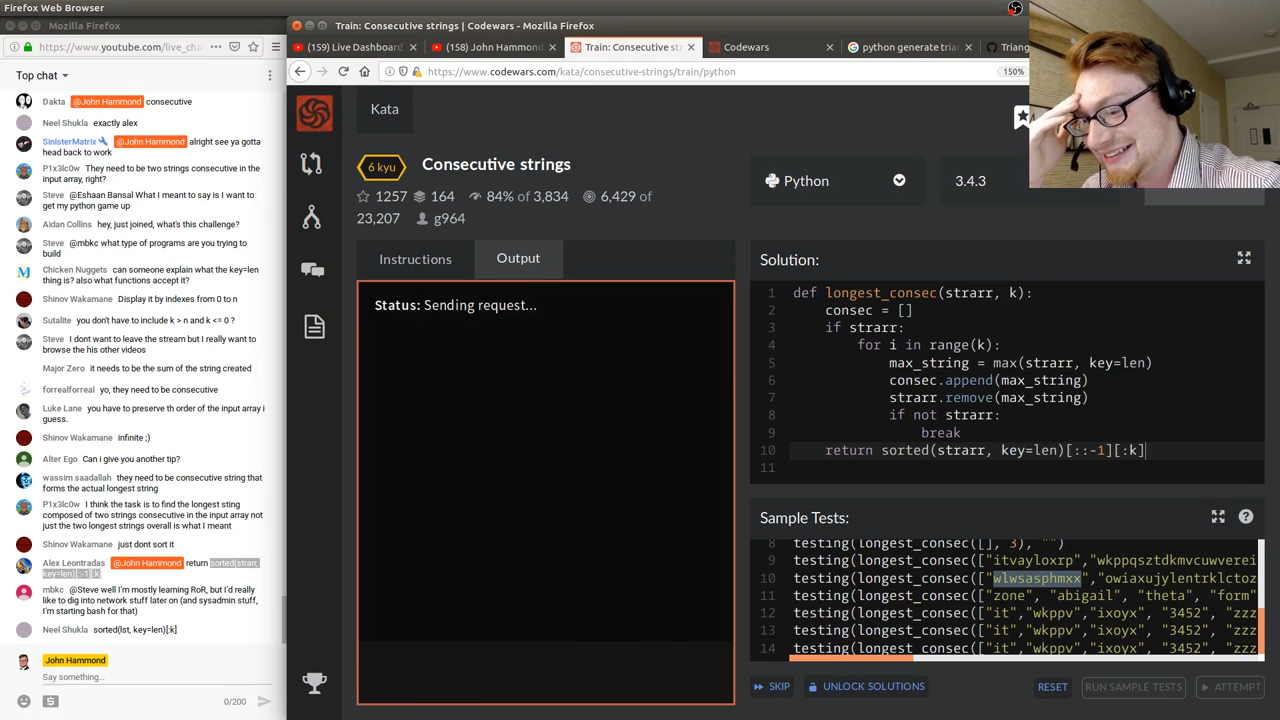 Firefox Web Browser
Mozilla Firefox
Train: Consecutive strings | Codewars - Mozilla Firefox
(159) Live Dashboard
(158) John Hammond
Train: Consecutive str
Codewars
python generate tria
Triang
https://www.youtube.com/live_cha
https://www.codewars.com/kata/consecutive-strings/train/python
150%
Top chat
Dakta @John Hammond consecutive
Neel Shukla exactly alex
SinisterMatrix @John Hammond alright see ya gotta
head back to work
P1x3lc0w They need to be two strings consecutive in the
input array, right?
Steve @Eshaan Bansal What I meant to say is I want to
get my python game up
Aidan Collins hey, just joined, what's this challenge?
Steve @mbkc what type of programs are you trying to
build
Chicken Nuggets can someone explain what the key=len
thing is? also what functions accept it?
Shinov Wakamane Display it by indexes from 0 to n
Sutalite you don't have to include k > n and k <= 0 ?
Steve I dont want to leave the stream but I really want to
browse the his other videos
Major Zero it needs to be the sum of the string created
forrealforreal yo, they need to be consecutive
Luke Lane you have to preserve th order of the input array i
guess.
Shinov Wakamane infinite ;)
Alter Ego Can i give you another tip?
wassim saadallah they need to be consecutive string that
forms the actual longest string
P1x3lc0w I think the task is to find the longest sting
composed of two strings consecutive in the input array not
just the two longest strings overall is what I meant
Shinov Wakamane just dont sort it
Alex Leontradas @John Hammond return sorted(strarr,
key=len)[::-1][:k]
mbkc @Steve well I'm mostly learning RoR, but I'd really
like to dig into network stuff later on (and sysadmin stuff,
I'm starting bash for that)
Neel Shukla sorted(lst, key=len)[:k]
John Hammond
Say something...
0/200
Kata
6 kyu
Consecutive strings
1257 164 84% of 3,834 6,429 of
23,207 g964
Python
3.4.3
Instructions
Output
Status: Sending request...
Solution:
1 def longest_consec(strarr, k):
2 consec = []
3 if strarr:
4 for i in range(k):
5 max_string = max(strarr, key=len)
6 consec.append(max_string)
7 strarr.remove(max_string)
8 if not strarr:
9 break
10 return sorted(strarr, key=len)[::-1][:k]
11
Sample Tests:
8 testing(longest_consec([], 3), "")
9 testing(longest_consec(["itvayloxrp","wkppqsztdkmvcuwverei
10 testing(longest_consec(["wlwsasphmxx","owiaxujylentrklctoz
11 testing(longest_consec(["zone", "abigail", "theta", "form"
12 testing(longest_consec(["it","wkppv","ixoyx", "3452", "zzz
13 testing(longest_consec(["it","wkppv","ixoyx", "3452", "zzz
14 testing(longest_consec(["it","wkppv","ixoyx", "3452", "zzz
SKIP
UNLOCK SOLUTIONS
RESET
RUN SAMPLE TESTS
ATTEMPT